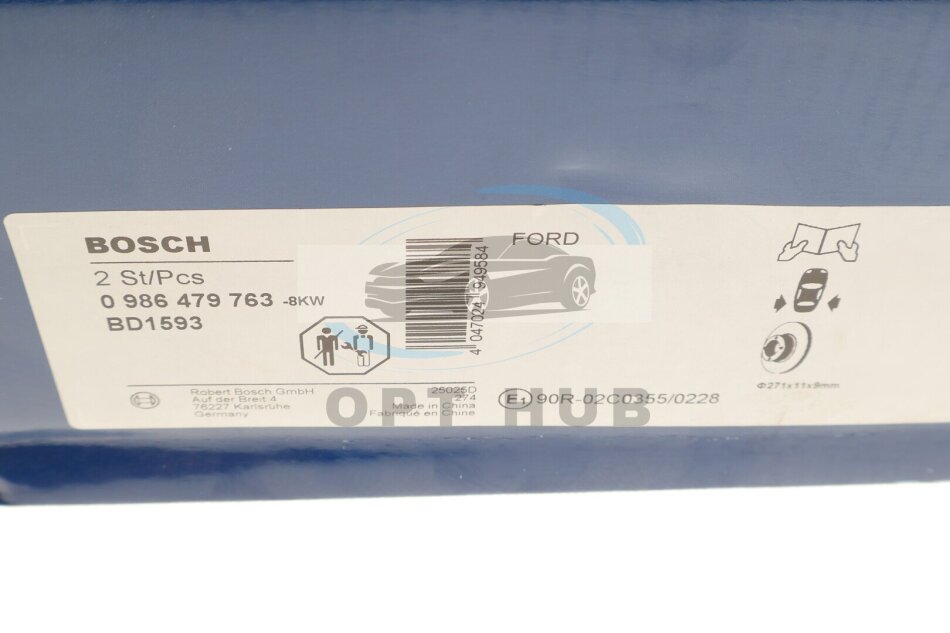 BOSCH
2 St/Pcs
0 986 479 763 -8KW
BD1593
4 047024 949584
FORD
Robert Bosch GmbH
Auf der Breit 4
76227 Karlsruhe
Germany
25025D
274
Made in China
Fabriqué en Chine
E1 90R-02C0355/0228
Φ271x11x9mm
OPT HUB